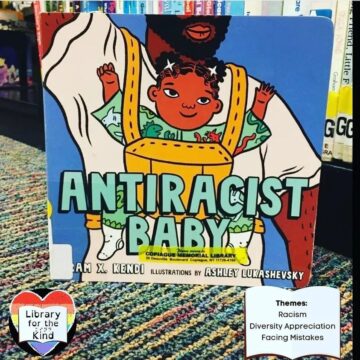 ANTIRACIST
BABY
COPIAGUE MEMORIAL LIBRARY
RAM X. KENDI
ILLUSTRATIONS BY ASHLEY LUKASHEVSKY
Library
for the
Kind
Themes:
Racism
Diversity Appreciation
Facing Mistakes